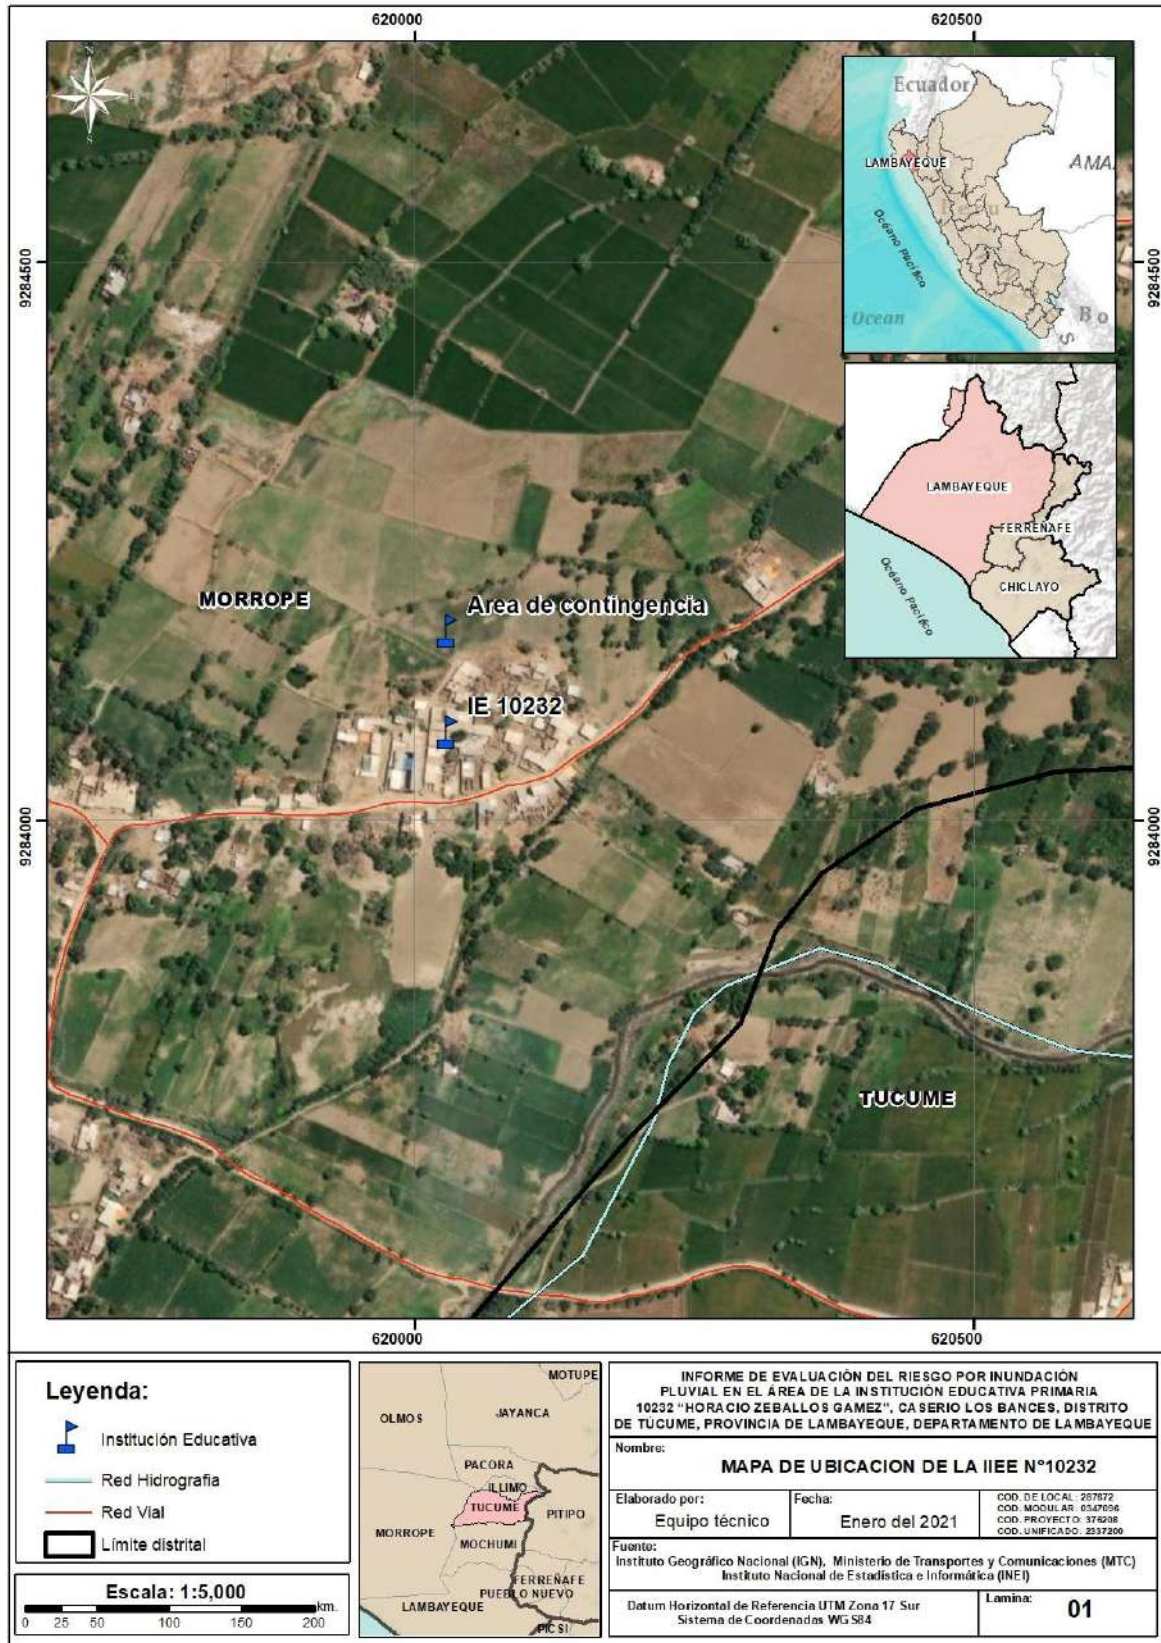 620000
620500
N
S
Ecuador
LAMBAYEQUE
AMA
Océano pacífico
Ocean
Bo
9284500
9284500
LAMBAYEQUE
FERREÑAFE
CHICLAYO
Océano pacífico
MORROPE
Area de contingencia
IE 10232
9284000
9284000
TUCUME
620000
620500
Leyenda:
Institución Educativa
Red Hidrografia
Red Vial
Límite distrital
Escala: 1:5,000
km.
0 25 50 100 150 200
MOTUPE
OLMOS
JAYANCA
PACORA
ILLIMO
TUCUME
PITIPO
MORROPE
MOCHUMI
FERREÑAFE
PUEBLO NUEVO
LAMBAYEQUE
PICSI
INFORME DE EVALUACIÓN DEL RIESGO POR INUNDACIÓN
PLUVIAL EN EL ÁREA DE LA INSTITUCIÓN EDUCATIVA PRIMARIA
10232 "HORACIO ZEBALLOS GAMEZ", CASERIO LOS BANCES, DISTRITO
DE TÚCUME, PROVINCIA DE LAMBAYEQUE, DEPARTAMENTO DE LAMBAYEQUE
Nombre:
MAPA DE UBICACION DE LA IIEE N°10232
Elaborado por:
Equipo técnico
Fecha:
Enero del 2021
COD. DE LOCAL: 287672
COD. MODULAR: 0347096
COD. PROYECTO: 376208
COD. UNIFICADO: 2337200
Fuente:
Instituto Geográfico Nacional (IGN), Ministerio de Transportes y Comunicaciones (MTC)
Instituto Nacional de Estadística e Informática (INEI)
Datum Horizontal de Referencia UTM Zona 17 Sur
Sistema de Coordenadas WGS84
Lamina:
01